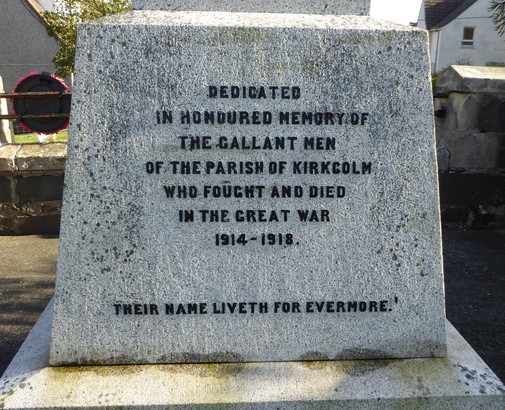 DEDICATED
IN HONOURED MEMORY OF
THE GALLANT MEN
OF THE PARISH OF KIRKCOLM
WHO FOUGHT AND DIED
IN THE GREAT WAR
1914-1918.
THEIR NAME LIVETH FOR EVERMORE.'